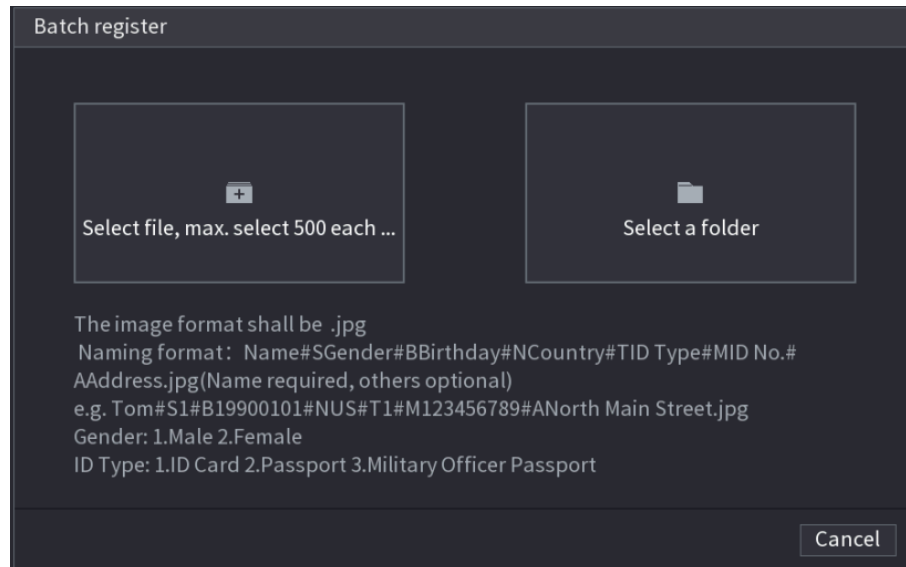 Batch register
Select file, max. select 500 each ...
Select a folder
The image format shall be .jpg
Naming format: Name#SGender#BBirthday#NCountry#TID Type#MID No.#
AAddress.jpg(Name required, others optional)
e.g. Tom#S1#B19900101#NUS#T1#M123456789#ANorth Main Street.jpg
Gender: 1.Male 2.Female
ID Type: 1.ID Card 2.Passport 3.Military Officer Passport
Cancel